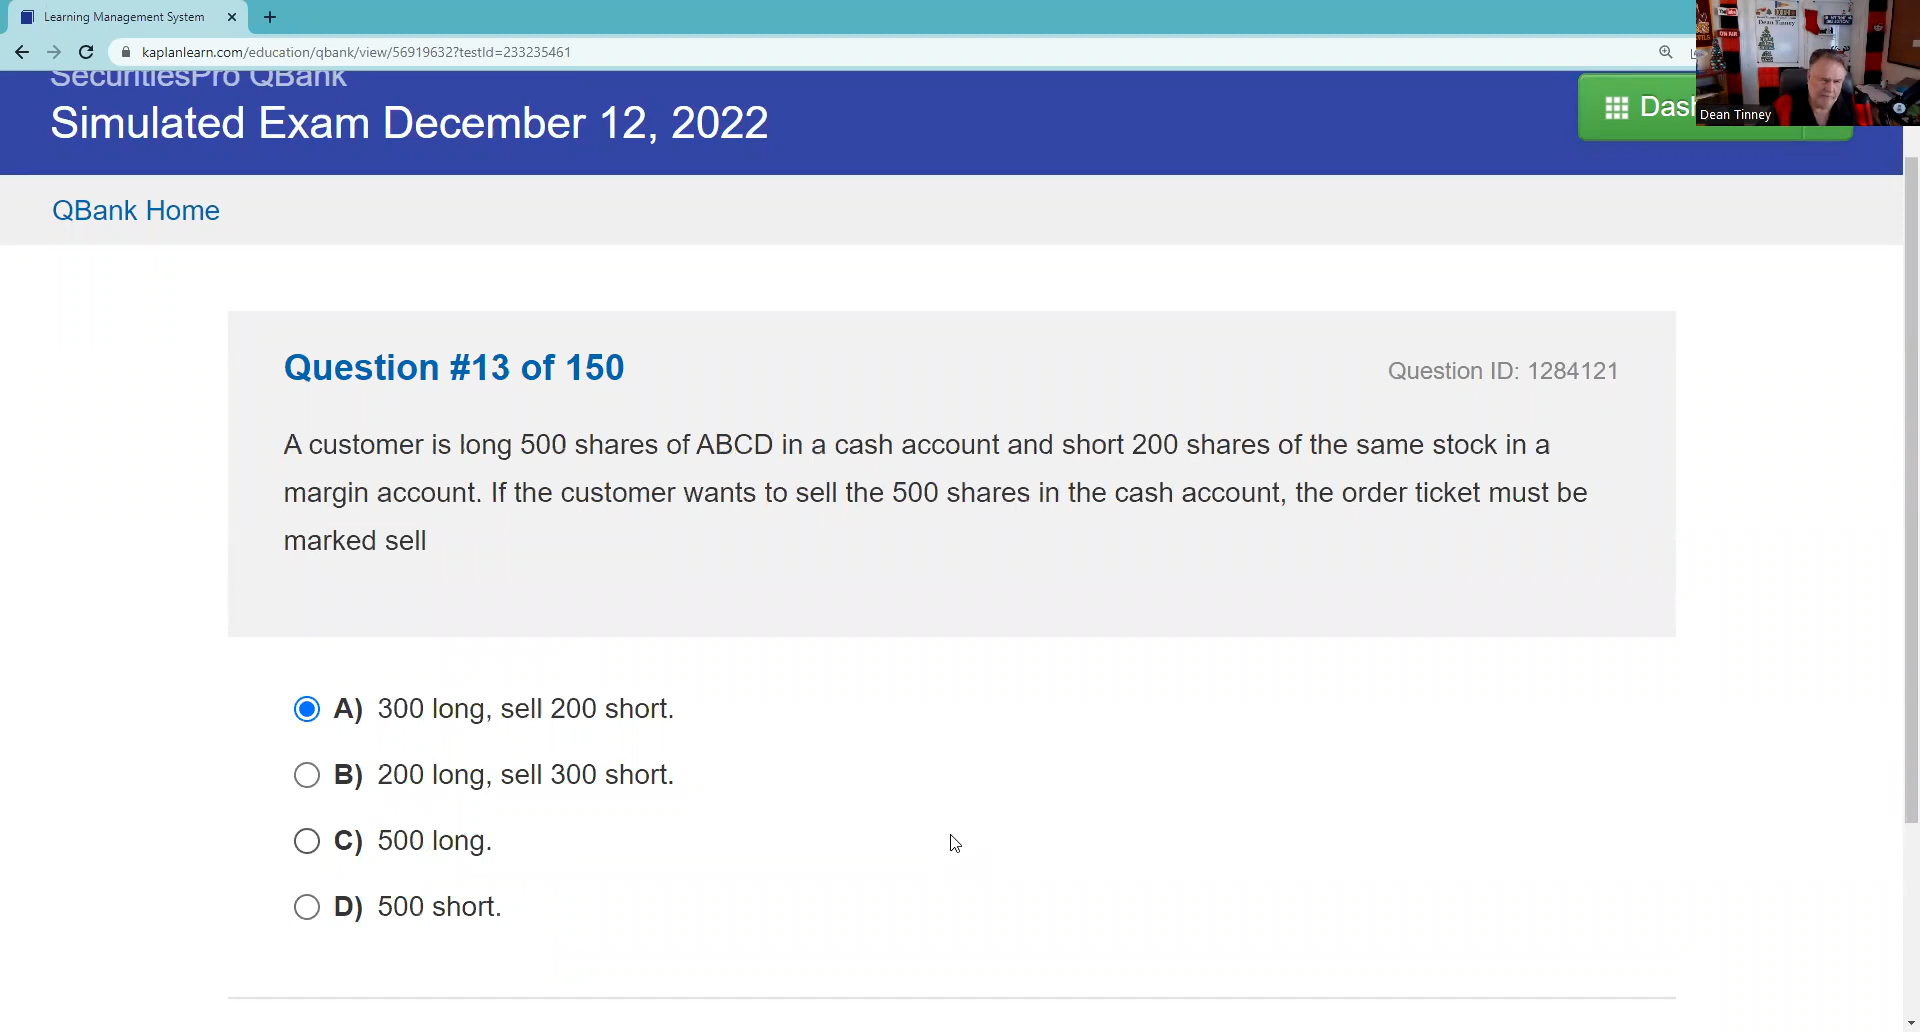 Learning Management System
kaplanlearn.com/education/qbank/view/56919632?testId=233235461
SecuritiesPro QBank
Simulated Exam December 12, 2022
Dash
Dean Tinney
QBank Home
Question #13 of 150
Question ID: 1284121
A customer is long 500 shares of ABCD in a cash account and short 200 shares of the same stock in a
margin account. If the customer wants to sell the 500 shares in the cash account, the order ticket must be
marked sell
A) 300 long, sell 200 short.
B) 200 long, sell 300 short.
C) 500 long.
D) 500 short.